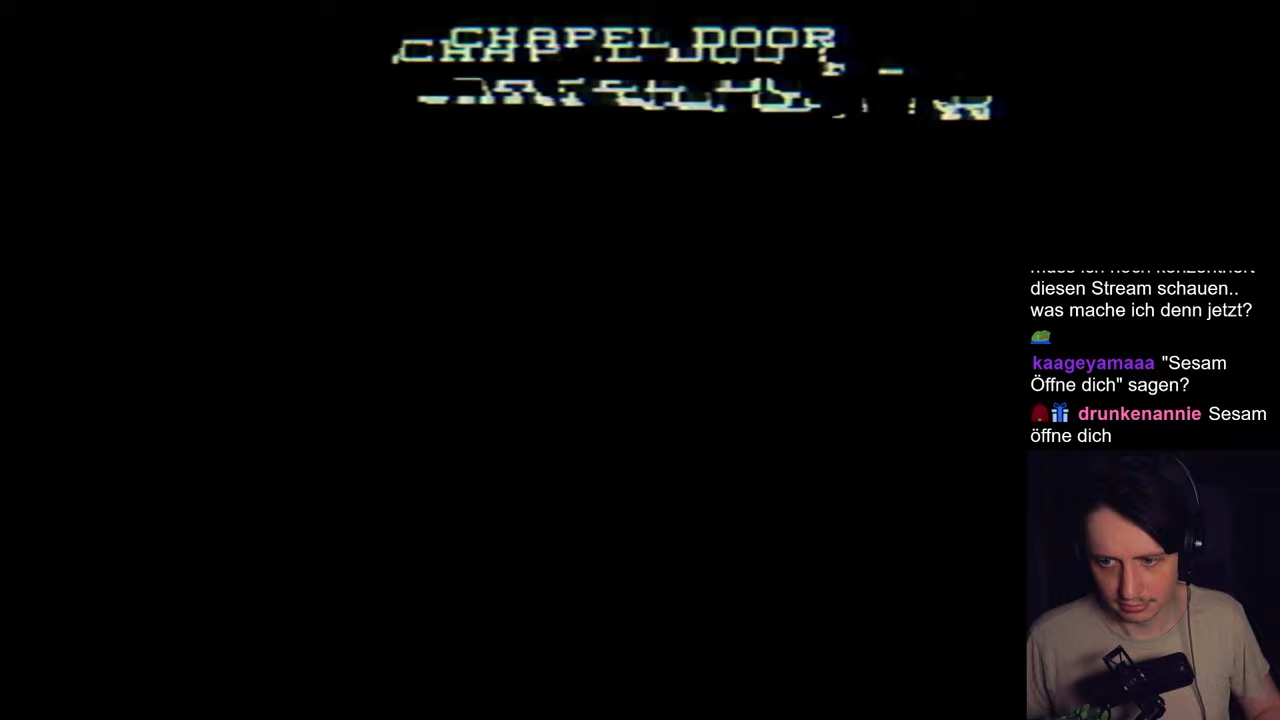 CHAPEL DOOR
diesen Stream schauen..
was mache ich denn jetzt?
kaageyamaaa "Sesam
Öffne dich" sagen?
drunkenannie Sesam
öffne dich